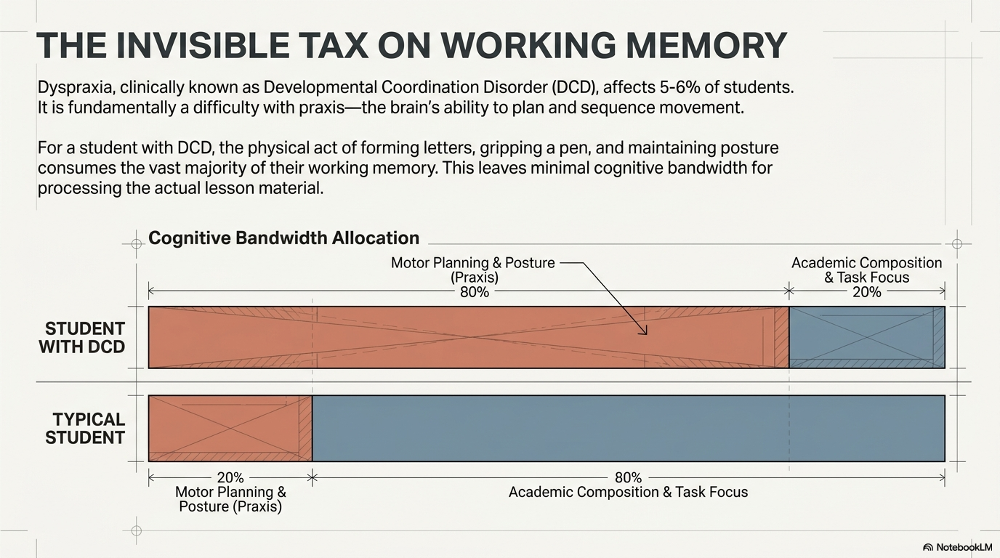 THE INVISIBLE TAX ON WORKING MEMORY
Dyspraxia, clinically known as Developmental Coordination Disorder (DCD), affects 5-6% of students.
It is fundamentally a difficulty with praxis—the brain's ability to plan and sequence movement.
For a student with DCD, the physical act of forming letters, gripping a pen, and maintaining posture
consumes the vast majority of their working memory. This leaves minimal cognitive bandwidth for
processing the actual lesson material.
Cognitive Bandwidth Allocation
Motor Planning & Posture
(Praxis)
80%
Academic Composition
& Task Focus
20%
STUDENT
WITH DCD
TYPICAL
STUDENT
20%
Motor Planning &
Posture (Praxis)
80%
Academic Composition & Task Focus
NotebookLM